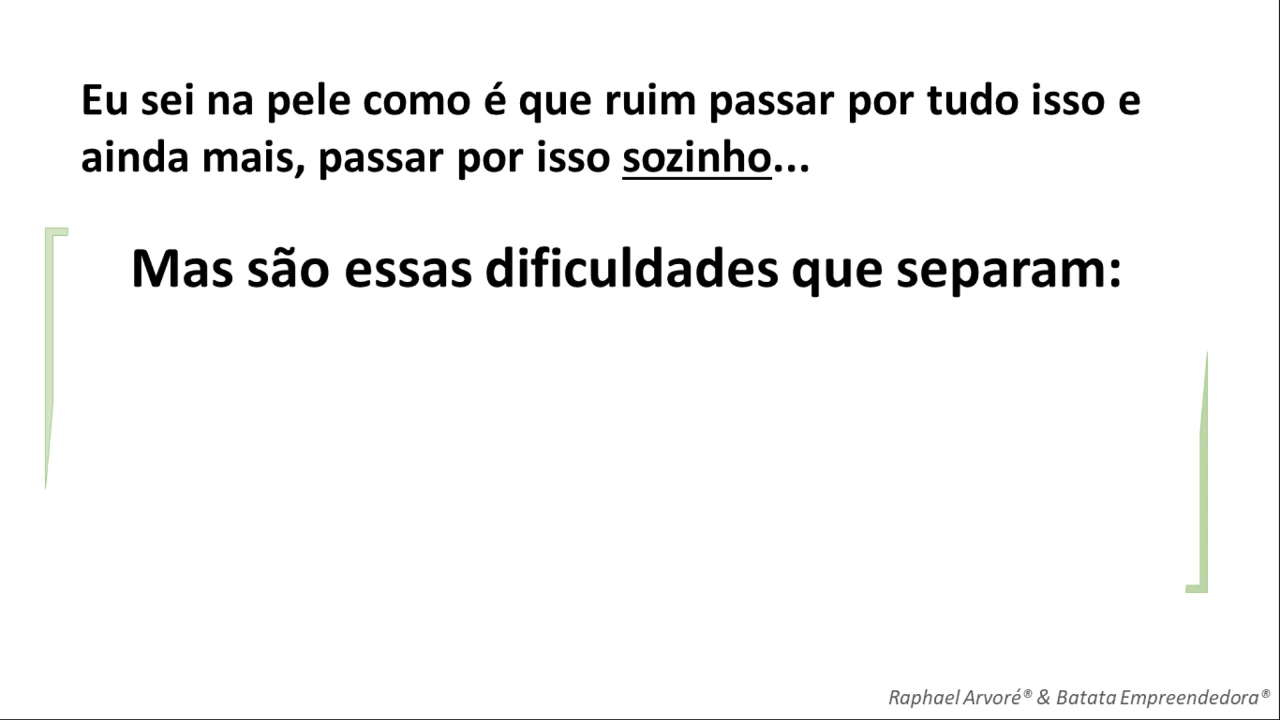 Eu sei na pele como é que ruim passar por tudo isso e
ainda mais, passar por isso sozinho...
Mas são essas dificuldades que separam:
Raphael Arvoré® & Batata Empreendedora®